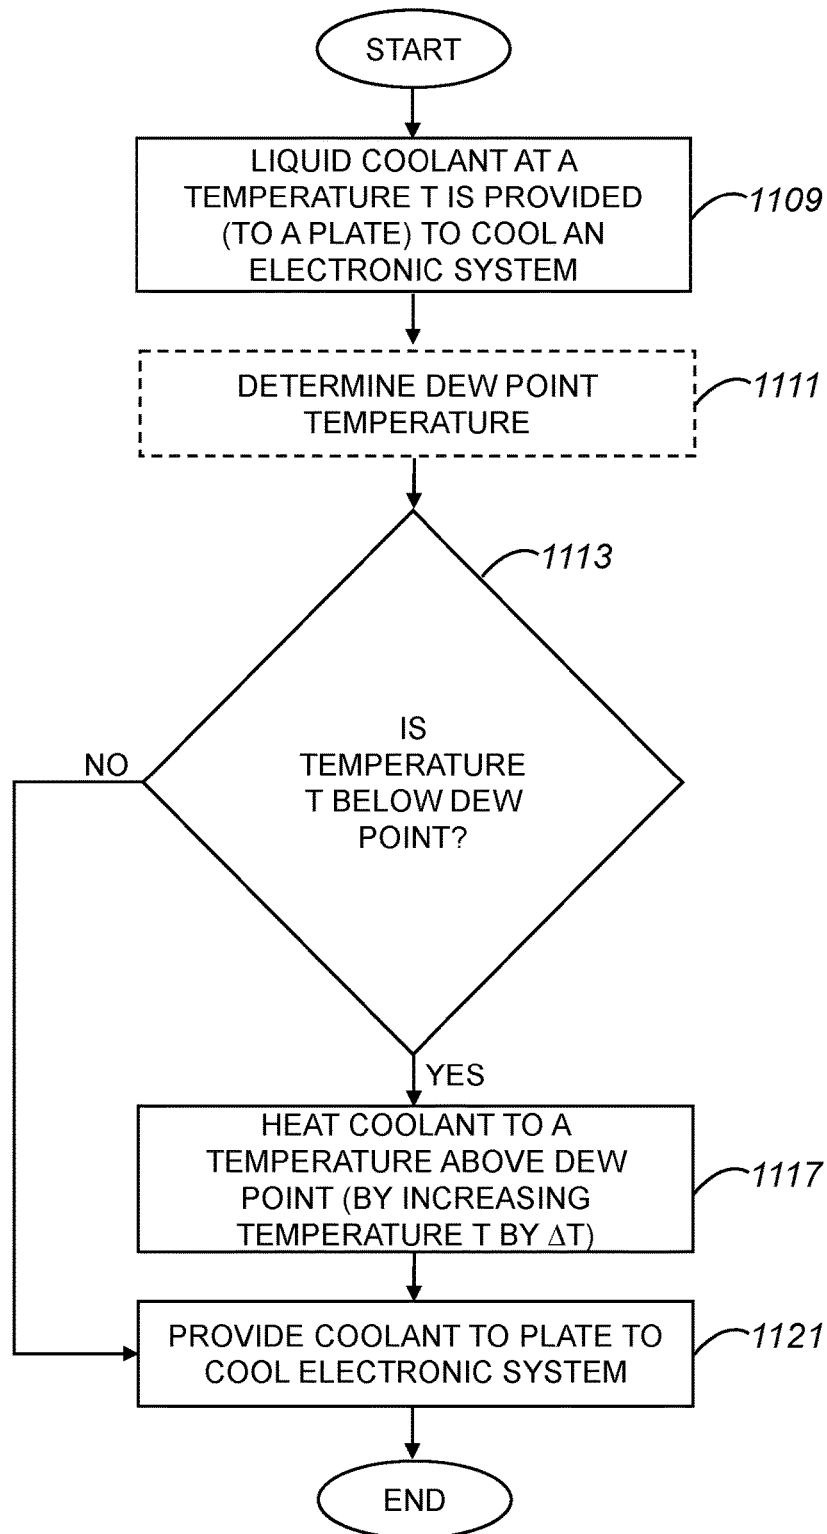 START
LIQUID COOLANT AT A
TEMPERATURE T IS PROVIDED
(TO A PLATE) TO COOL AN
ELECTRONIC SYSTEM
1109
DETERMINE DEW POINT
TEMPERATURE
1111
1113
IS
TEMPERATURE
T BELOW DEW
POINT?
NO
YES
HEAT COOLANT TO A
TEMPERATURE ABOVE DEW
POINT (BY INCREASING
TEMPERATURE T BY ΔT)
1117
PROVIDE COOLANT TO PLATE TO
COOL ELECTRONIC SYSTEM
1121
END